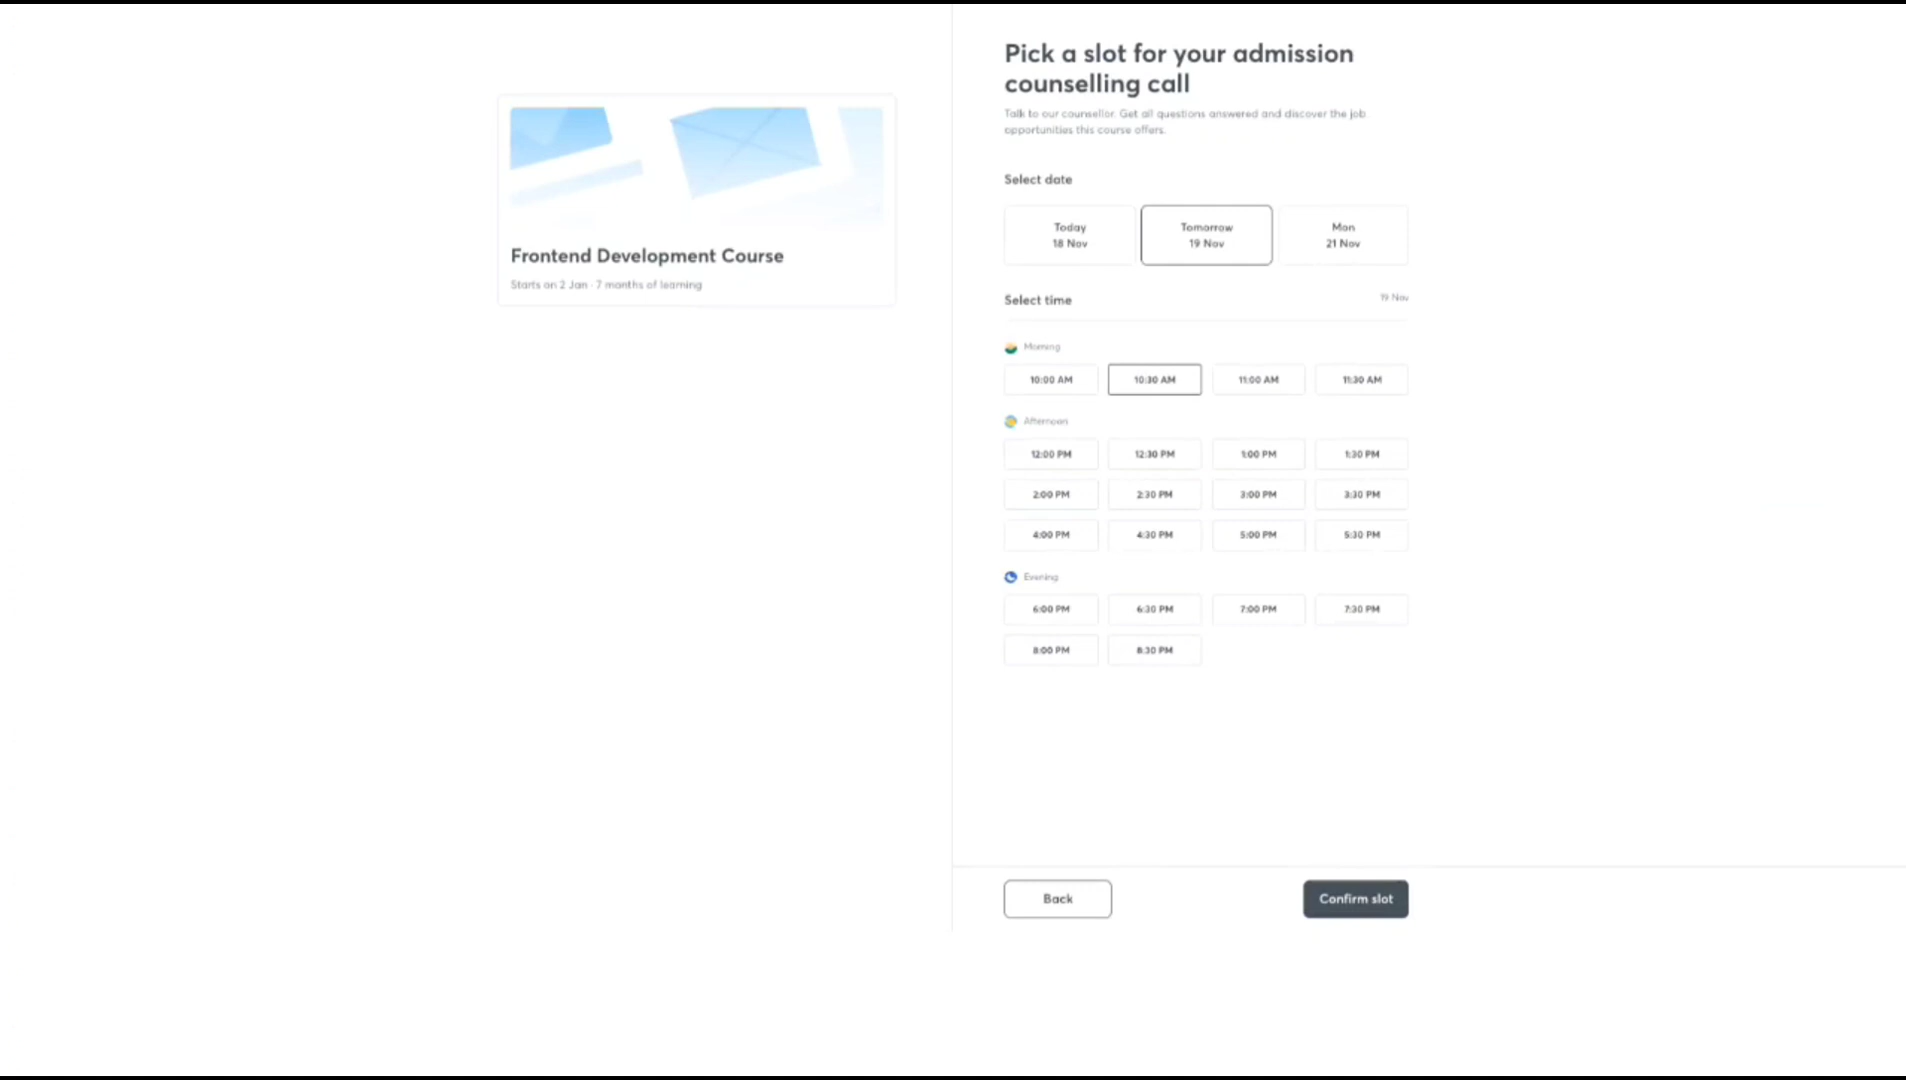 Frontend Development Course
Starts on 2 Jan · 7 months of learning
Pick a slot for your admission
counselling call
Talk to our counsellor. Get all questions answered and discover the job
opportunities this course offers.
Select date
Today
18 Nov
Tomorrow
19 Nov
Mon
21 Nov
Select time
19 Nov
Morning
10:00 AM
10:30 AM
11:00 AM
11:30 AM
Afternoon
12:00 PM
12:30 PM
1:00 PM
1:30 PM
2:00 PM
2:30 PM
3:00 PM
3:30 PM
4:00 PM
4:30 PM
5:00 PM
5:30 PM
Evening
6:00 PM
6:30 PM
7:00 PM
7:30 PM
8:00 PM
8:30 PM
Back
Confirm slot